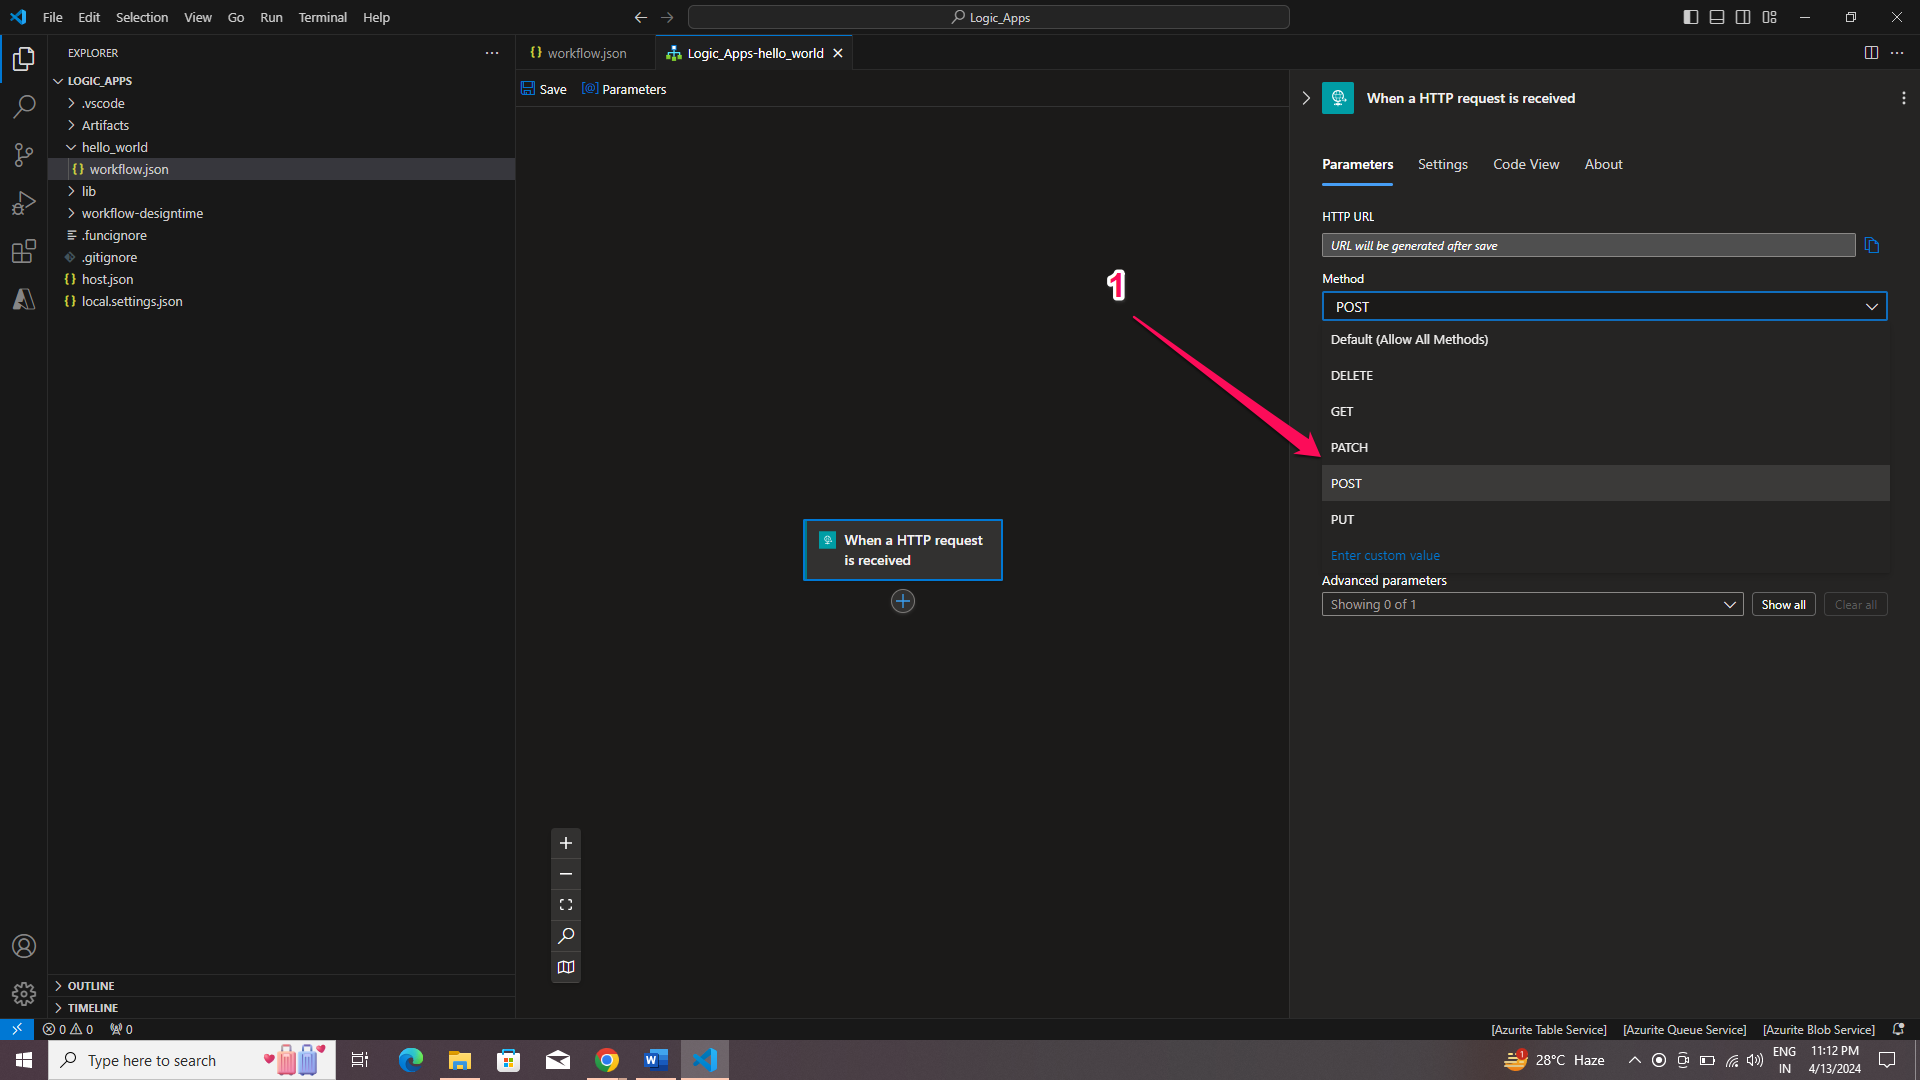 File Edit Selection View Go Run Terminal Help
Logic_Apps
EXPLORER
LOGIC_APPS
.vscode
Artifacts
hello_world
{} workflow.json
lib
workflow-designtime
.funcignore
.gitignore
{} host.json
{} local.settings.json
OUTLINE
TIMELINE
{} workflow.json
Logic_Apps-hello_world
Save [@] Parameters
When a HTTP request
is received
1
When a HTTP request is received
Parameters Settings Code View About
HTTP URL
URL will be generated after save
Method
POST
Default (Allow All Methods)
DELETE
GET
PATCH
POST
PUT
Enter custom value
Advanced parameters
Showing 0 of 1 Show all Clear all
0 0 0
[Azurite Table Service] [Azurite Queue Service] [Azurite Blob Service]
Type here to search
W
1
28°C Haze
ENG
IN
11:12 PM
4/13/2024